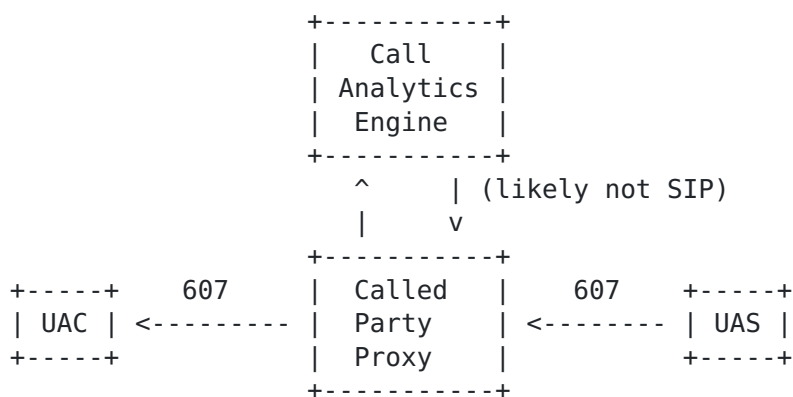 +-----------+
|   Call    |
| Analytics |
|  Engine   |
+-----------+
^     | (likely not SIP)
|     v
+-----------+
+-----+    607     |  Called   |    607    +-----+
| UAC | <--------- |  Party    | <-------- | UAS |
+-----+            |  Proxy    |           +-----+
+-----------+